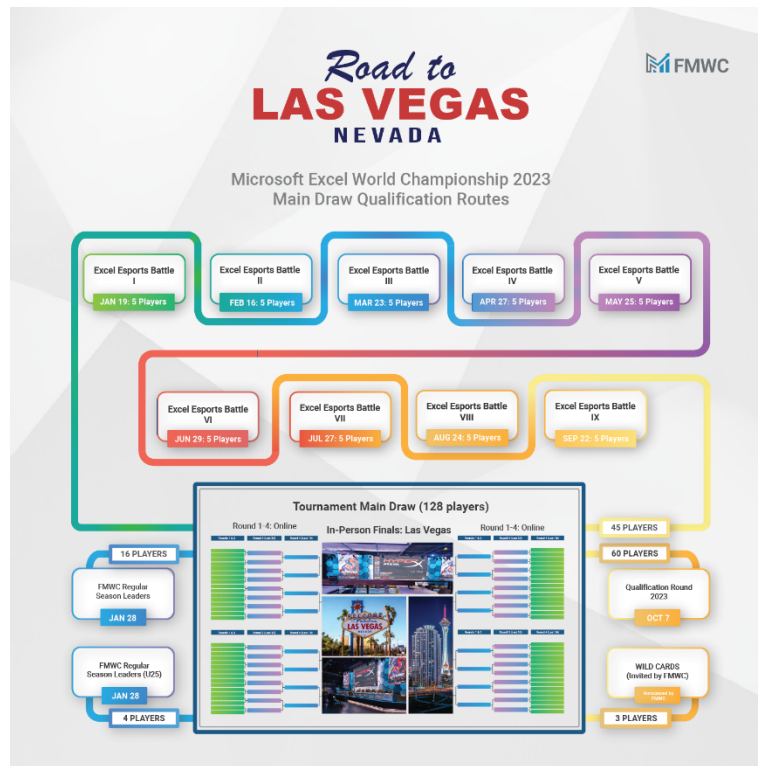 Road to
LAS VEGAS
NEVADA
FMWC
Microsoft Excel World Championship 2023
Main Draw Qualification Routes
Excel Esports Battle
I
JAN 19: 5 Players
Excel Esports Battle
II
FEB 16: 5 Players
Excel Esports Battle
III
MAR 23: 5 Players
Excel Esports Battle
IV
APR 27: 5 Players
Excel Esports Battle
V
MAY 25: 5 Players
Excel Esports Battle
VI
JUN 29: 5 Players
Excel Esports Battle
VII
JUL 27: 5 Players
Excel Esports Battle
VIII
AUG 24: 5 Players
Excel Esports Battle
IX
SEP 22: 5 Players
Tournament Main Draw (128 players)
Round 1-4: Online
In-Person Finals: Las Vegas
Round 1-4: Online
HYPERX
LAS VEGAS
NEVADA
16 PLAYERS
FMWC Regular
Season Leaders
JAN 28
FMWC Regular
Season Leaders (U25)
JAN 28
4 PLAYERS
45 PLAYERS
60 PLAYERS
Qualification Round
2023
OCT 7
WILD CARDS
(Invited by FMWC)
3 PLAYERS